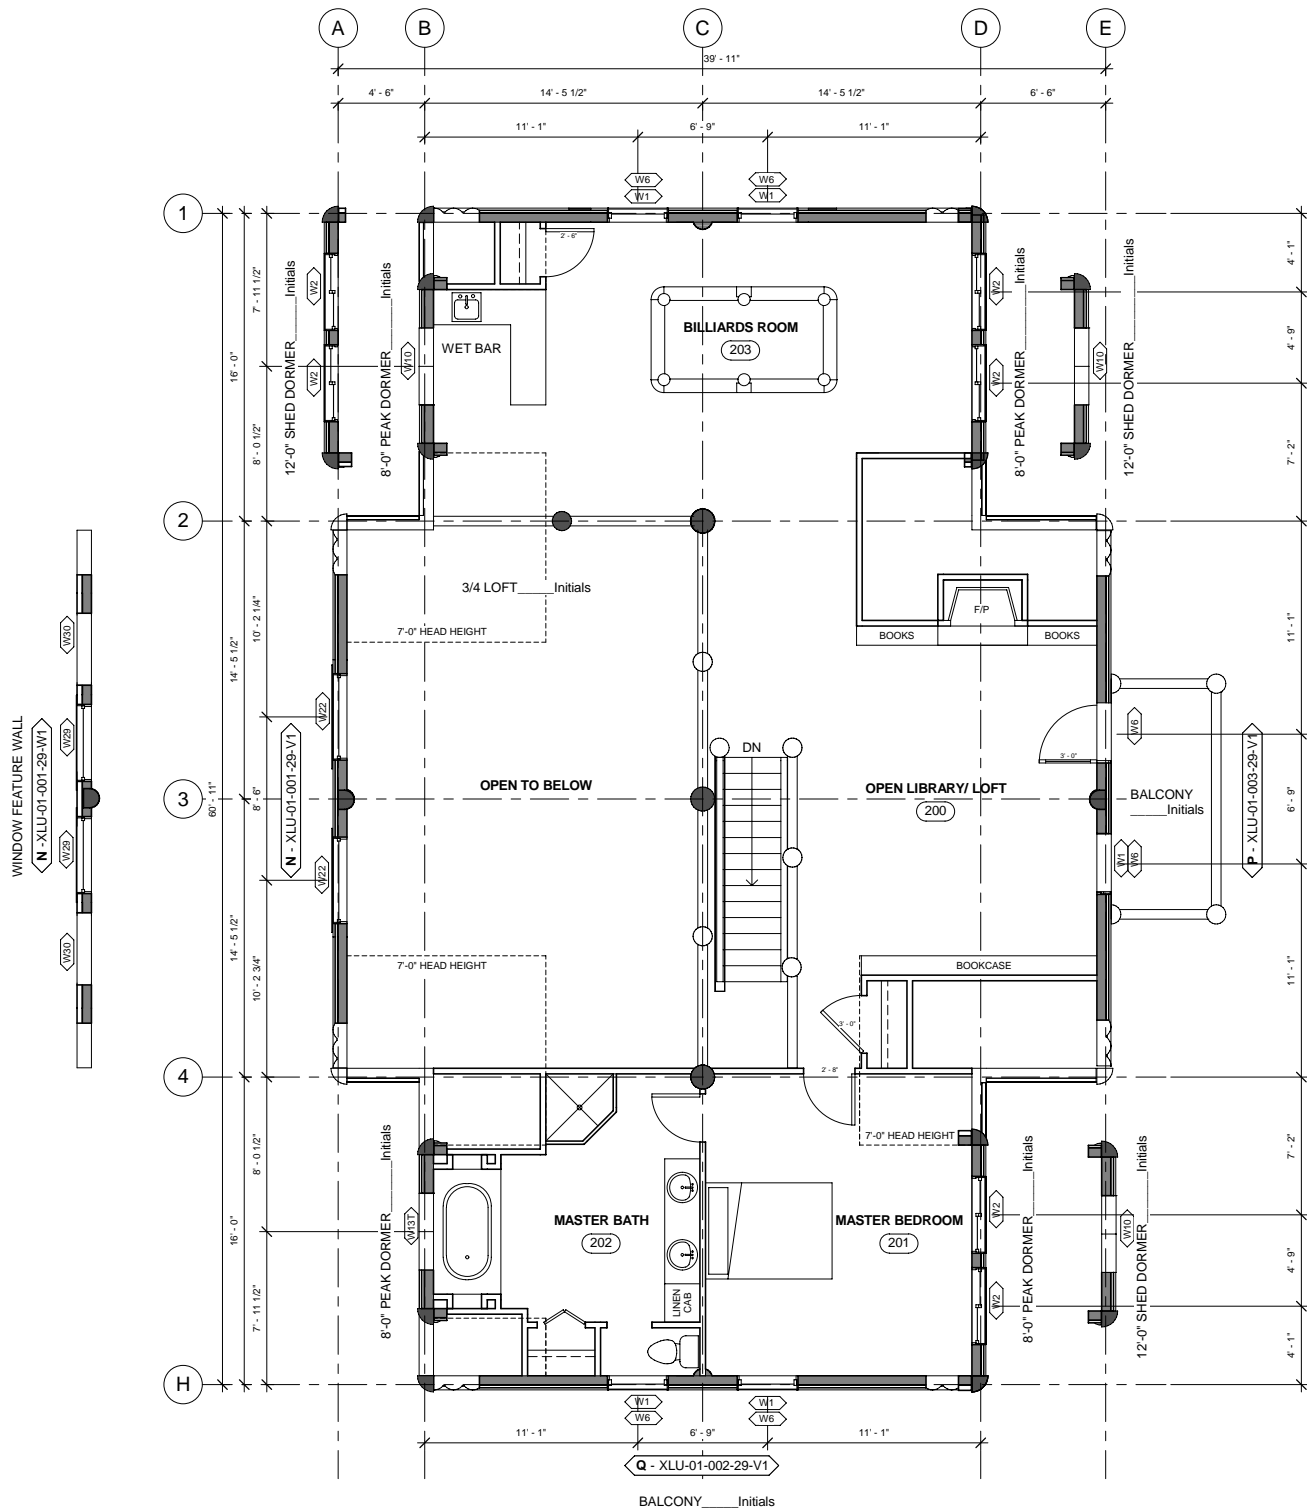 A B C D E
39' - 11"
4' - 6" 14' - 5 1/2" 14' - 5 1/2" 6' - 6"
11' - 1" 6' - 9" 11' - 1"
W6 W6
W1 W1
1
2' - 6"
7' - 11 1/2"
16' - 0"
8' - 0 1/2"
12'-0" SHED DORMER_____Initials
W2
W2
8'-0" PEAK DORMER_____Initials
W10
WET BAR
BILLIARDS ROOM
203
W2
W2
8'-0" PEAK DORMER_____Initials
W10
12'-0" SHED DORMER_____Initials
4' - 1"
4' - 9"
7' - 2"
2
3/4 LOFT_____Initials
7'-0" HEAD HEIGHT
F/P
BOOKS BOOKS
WINDOW FEATURE WALL
N -XLU-01-001-29-W1
W30
W29
W29
W30
60' - 11"
14' - 5 1/2"
14' - 5 1/2"
10' - 2 1/4"
8' - 6"
10' - 2 3/4"
N - XLU-01-001-29-V1
W22
W22
3
OPEN TO BELOW
DN
OPEN LIBRARY/ LOFT
200
3' - 0"
W6
W1
W6
BALCONY
_____Initials
P - XLU-01-003-29-V1
11' - 1"
6' - 9"
11' - 1"
7'-0" HEAD HEIGHT
BOOKCASE
3' - 0"
4
2' - 8"
7'-0" HEAD HEIGHT
8' - 0 1/2"
16' - 0"
7' - 11 1/2"
8'-0" PEAK DORMER_____Initials
W13T
MASTER BATH
202
LINEN
CAB
MASTER BEDROOM
201
W2
W2
8'-0" PEAK DORMER_____Initials
W10
12'-0" SHED DORMER_____Initials
7' - 2"
4' - 9"
4' - 1"
H
W1 W1
W6 W6
11' - 1" 6' - 9" 11' - 1"
Q - XLU-01-002-29-V1
BALCONY_____Initials